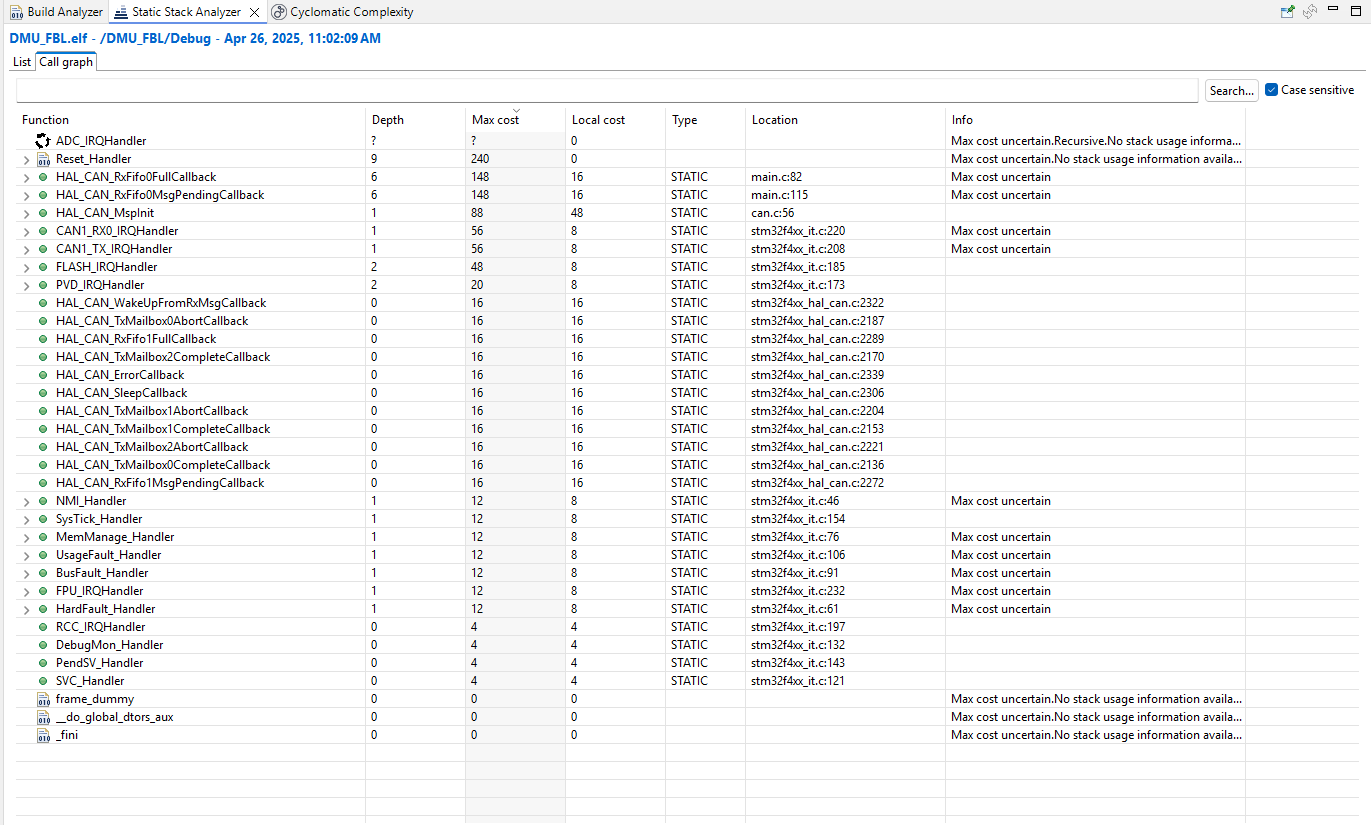 Build Analyzer Static Stack Analyzer Cyclomatic Complexity
DMU_FBL.elf - /DMU_FBL/Debug - Apr 26, 2025, 11:02:09 AM
List Call graph
Search... Case sensitive
Function Depth Max cost Local cost Type Location Info
ADC_IRQHandler ? ? 0 Max cost uncertain.Recursive.No stack usage informa...
Reset_Handler 9 240 0 Max cost uncertain.No stack usage information availa...
HAL_CAN_RxFifo0FullCallback 6 148 16 STATIC main.c:82 Max cost uncertain
HAL_CAN_RxFifo0MsgPendingCallback 6 148 16 STATIC main.c:115 Max cost uncertain
HAL_CAN_MspInit 1 88 48 STATIC can.c:56
CAN1_RX0_IRQHandler 1 56 8 STATIC stm32f4xx_it.c:220 Max cost uncertain
CAN1_TX_IRQHandler 1 56 8 STATIC stm32f4xx_it.c:208 Max cost uncertain
FLASH_IRQHandler 2 48 8 STATIC stm32f4xx_it.c:185
PVD_IRQHandler 2 20 8 STATIC stm32f4xx_it.c:173
HAL_CAN_WakeUpFromRxMsgCallback 0 16 16 STATIC stm32f4xx_hal_can.c:2322
HAL_CAN_TxMailbox0AbortCallback 0 16 16 STATIC stm32f4xx_hal_can.c:2187
HAL_CAN_RxFifo1FullCallback 0 16 16 STATIC stm32f4xx_hal_can.c:2289
HAL_CAN_TxMailbox2CompleteCallback 0 16 16 STATIC stm32f4xx_hal_can.c:2170
HAL_CAN_ErrorCallback 0 16 16 STATIC stm32f4xx_hal_can.c:2339
HAL_CAN_SleepCallback 0 16 16 STATIC stm32f4xx_hal_can.c:2306
HAL_CAN_TxMailbox1AbortCallback 0 16 16 STATIC stm32f4xx_hal_can.c:2204
HAL_CAN_TxMailbox1CompleteCallback 0 16 16 STATIC stm32f4xx_hal_can.c:2153
HAL_CAN_TxMailbox2AbortCallback 0 16 16 STATIC stm32f4xx_hal_can.c:2221
HAL_CAN_TxMailbox0CompleteCallback 0 16 16 STATIC stm32f4xx_hal_can.c:2136
HAL_CAN_RxFifo1MsgPendingCallback 0 16 16 STATIC stm32f4xx_hal_can.c:2272
NMI_Handler 1 12 8 STATIC stm32f4xx_it.c:46 Max cost uncertain
SysTick_Handler 1 12 8 STATIC stm32f4xx_it.c:154
MemManage_Handler 1 12 8 STATIC stm32f4xx_it.c:76 Max cost uncertain
UsageFault_Handler 1 12 8 STATIC stm32f4xx_it.c:106 Max cost uncertain
BusFault_Handler 1 12 8 STATIC stm32f4xx_it.c:91 Max cost uncertain
FPU_IRQHandler 1 12 8 STATIC stm32f4xx_it.c:232 Max cost uncertain
HardFault_Handler 1 12 8 STATIC stm32f4xx_it.c:61 Max cost uncertain
RCC_IRQHandler 0 4 4 STATIC stm32f4xx_it.c:197
DebugMon_Handler 0 4 4 STATIC stm32f4xx_it.c:132
PendSV_Handler 0 4 4 STATIC stm32f4xx_it.c:143
SVC_Handler 0 4 4 STATIC stm32f4xx_it.c:121
frame_dummy 0 0 0 Max cost uncertain.No stack usage information availa...
__do_global_dtors_aux 0 0 0 Max cost uncertain.No stack usage information availa...
_fini 0 0 0 Max cost uncertain.No stack usage information availa...